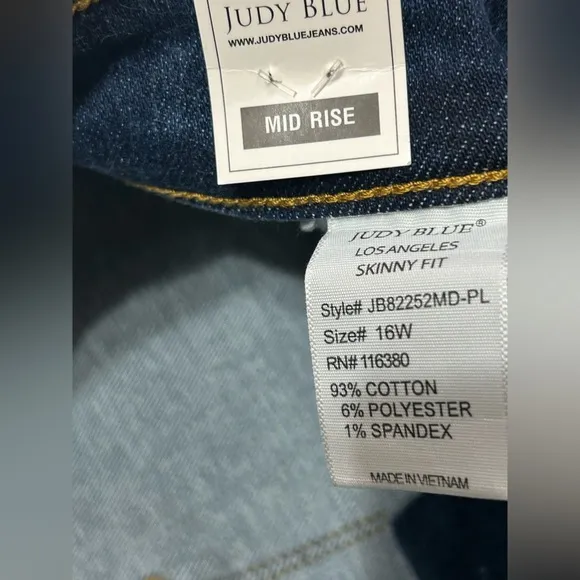 JUDY BLUE
WWW.JUDYBLUEJEANS.COM
MID RISE
JUDY BLUE®
LOS ANGELES
SKINNY FIT
Style# JB82252MD-PL
Size# 16W
RN# 116380
93% COTTON
6% POLYESTER
1% SPANDEX
MADE IN VIETNAM